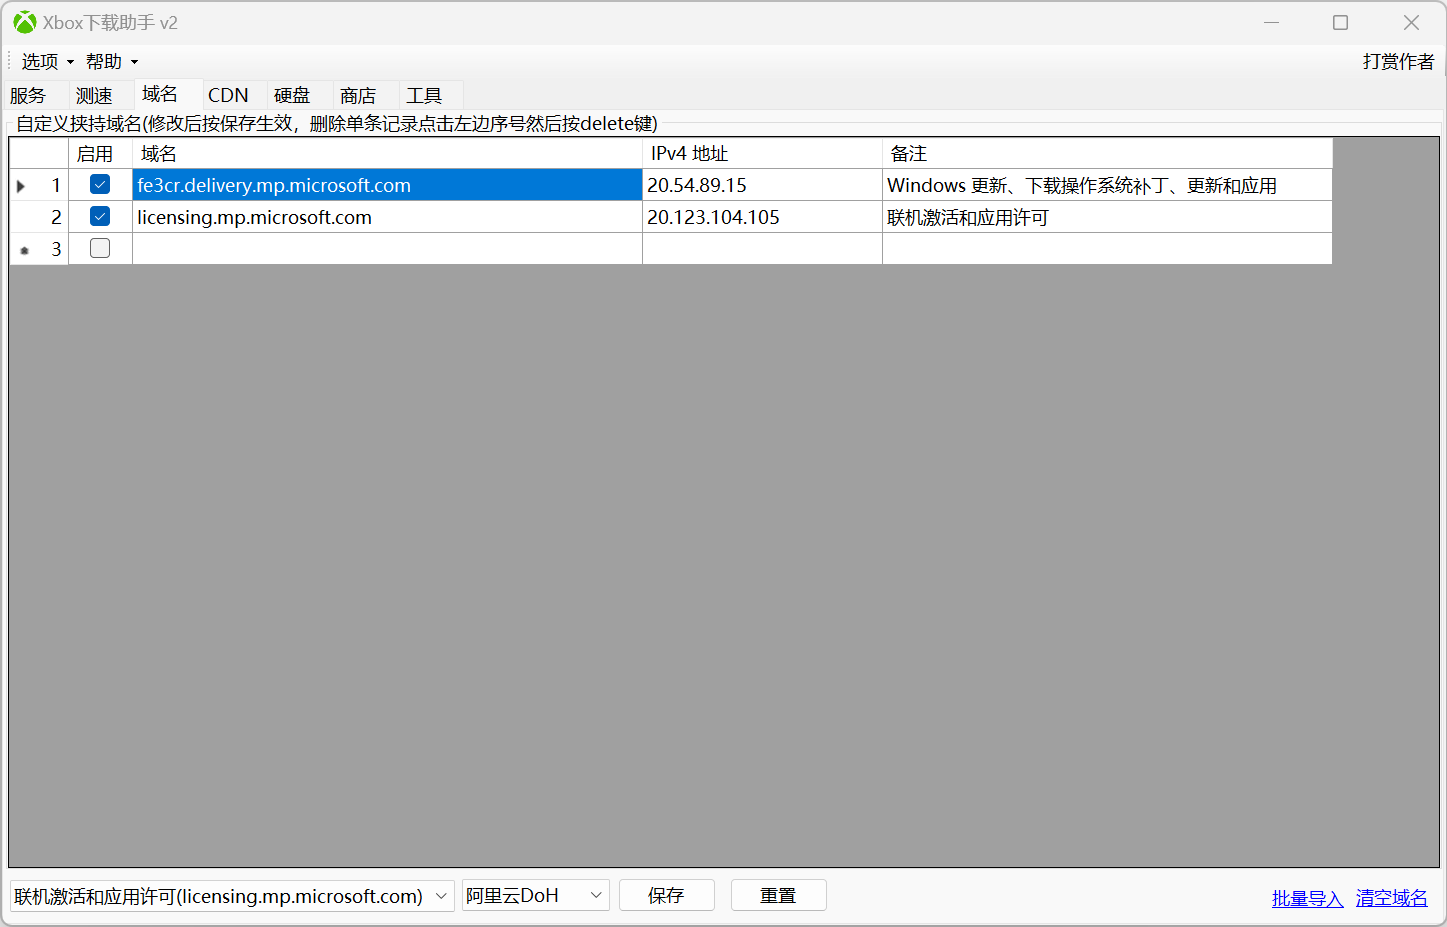 Xbox下载助手 v2
选项 帮助 打赏作者
服务 测速 域名 CDN 硬盘 商店 工具
自定义挟持域名(修改后按保存生效，删除单条记录点击左边序号然后按delete键)
启用 域名 IPv4 地址 备注
1 fe3cr.delivery.mp.microsoft.com 20.54.89.15 Windows 更新、下载操作系统补丁、更新和应用
2 licensing.mp.microsoft.com 20.123.104.105 联机激活和应用许可
3
联机激活和应用许可(licensing.mp.microsoft.com) 阿里云DoH 保存 重置 批量导入 清空域名